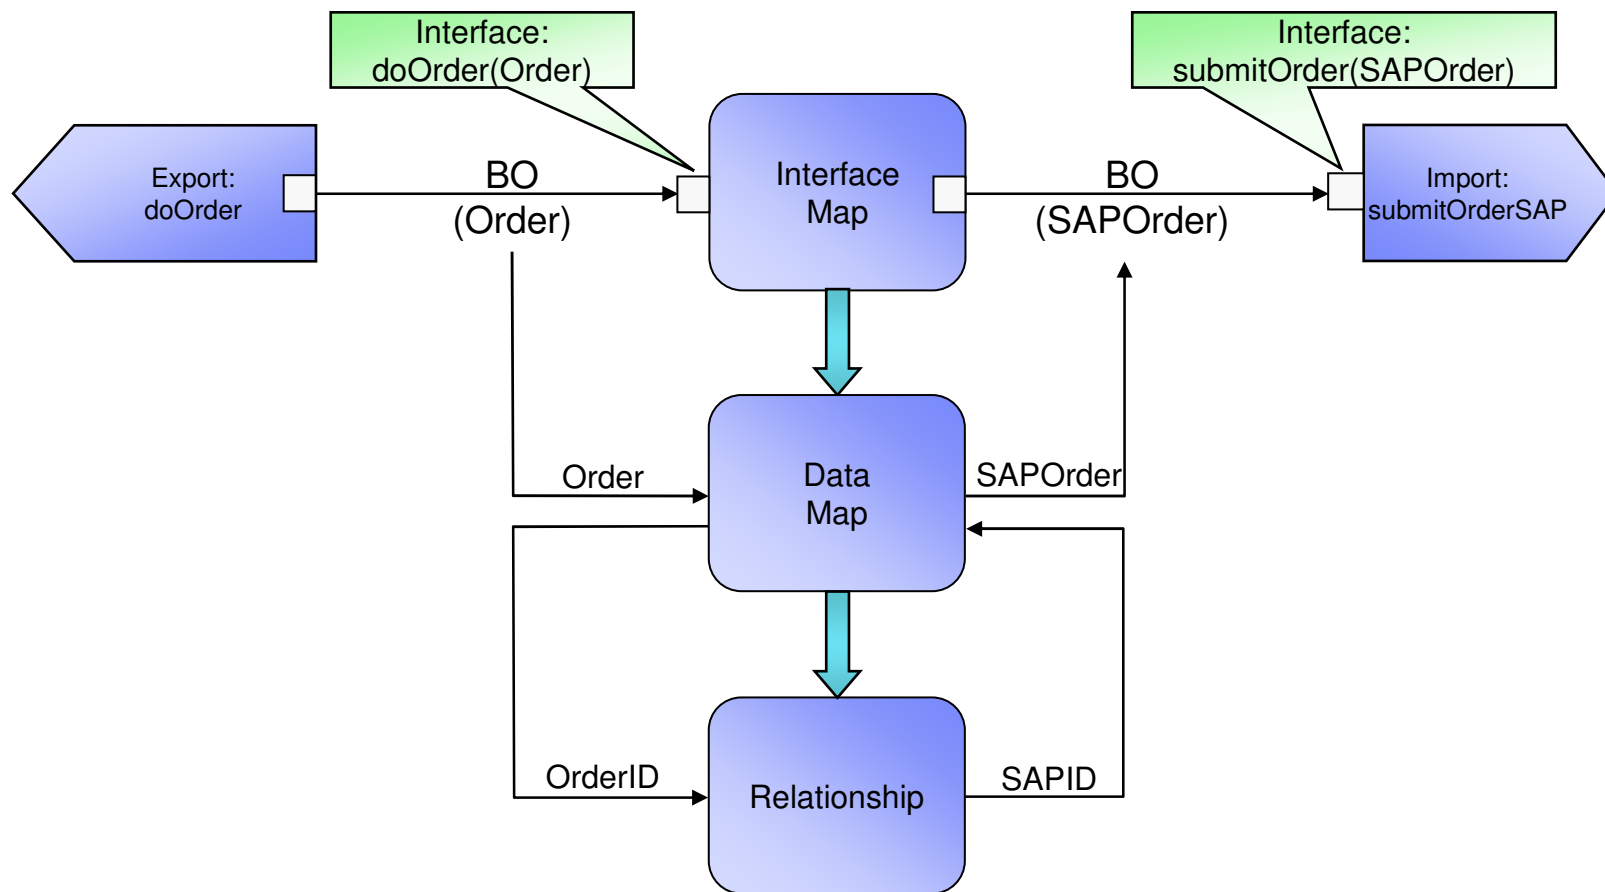 Interface:
doOrder(Order)
Interface:
submitOrder(SAPOrder)
Export:
doOrder
BO
(Order)
Interface
Map
BO
(SAPOrder)
Import:
submitOrderSAP
Order
Data
Map
SAPOrder
OrderID
Relationship
SAPID